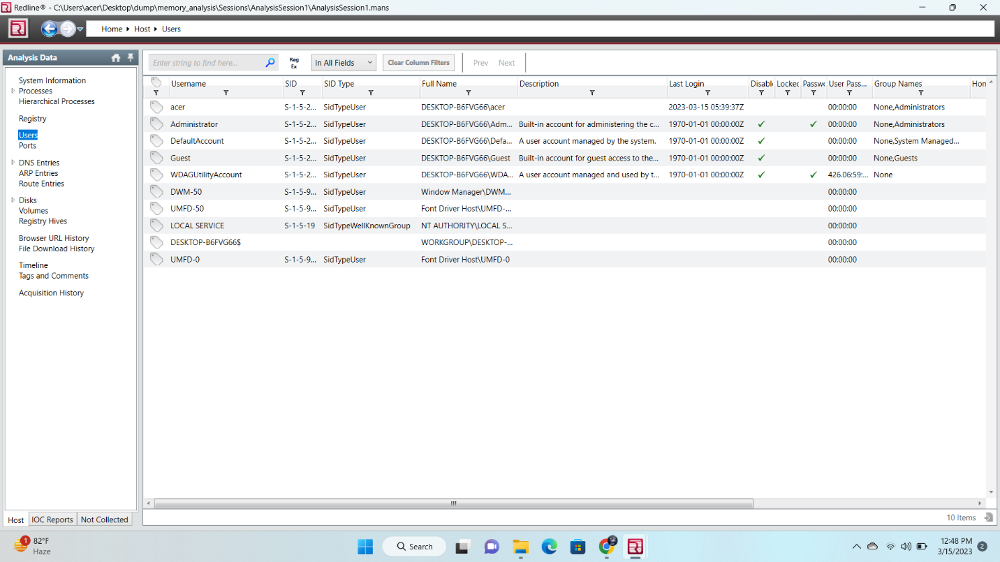 Redline® - C:\Users\acer\Desktop\dump\memory_analysis\Sessions\AnalysisSession1\AnalysisSession1.mans
Home Host Users
Analysis Data
System Information
Processes
Hierarchical Processes
Registry
Users
Ports
DNS Entries
ARP Entries
Route Entries
Disks
Volumes
Registry Hives
Browser URL History
File Download History
Timeline
Tags and Comments
Acquisition History
Host IOC Reports Not Collected
Enter string to find here... Reg Ex In All Fields Clear Column Filters Prev Next
Username SID SID Type Full Name Description Last Login Disabl Locked Passwo User Pass... Group Names Hon
acer S-1-5-2... SidTypeUser DESKTOP-B6FVG66\acer 2023-03-15 05:39:37Z 00:00:00 None,Administrators
Administrator S-1-5-2... SidTypeUser DESKTOP-B6FVG66\Adm... Built-in account for administering the c... 1970-01-01 00:00:00Z ✓ ✓ 00:00:00 None,Administrators
DefaultAccount S-1-5-2... SidTypeUser DESKTOP-B6FVG66\Defa... A user account managed by the system. 1970-01-01 00:00:00Z ✓ 00:00:00 None,System Managed...
Guest S-1-5-2... SidTypeUser DESKTOP-B6FVG66\Guest Built-in account for guest access to the... 1970-01-01 00:00:00Z ✓ 00:00:00 None,Guests
WDAGUtilityAccount S-1-5-2... SidTypeUser DESKTOP-B6FVG66\WDA... A user account managed and used by t... 1970-01-01 00:00:00Z ✓ ✓ 426.06:59:... None
DWM-50 S-1-5-9... SidTypeUser Window Manager\DWM... 00:00:00
UMFD-50 S-1-5-9... SidTypeUser Font Driver Host\UMFD-... 00:00:00
LOCAL SERVICE S-1-5-19 SidTypeWellKnownGroup NT AUTHORITY\LOCAL S... 00:00:00
DESKTOP-B6FVG66$ WORKGROUP\DESKTOP-... 00:00:00
UMFD-0 S-1-5-9... SidTypeUser Font Driver Host\UMFD-0 00:00:00
10 Items
1 82°F
Haze
Search
12:48 PM
3/15/2023 2